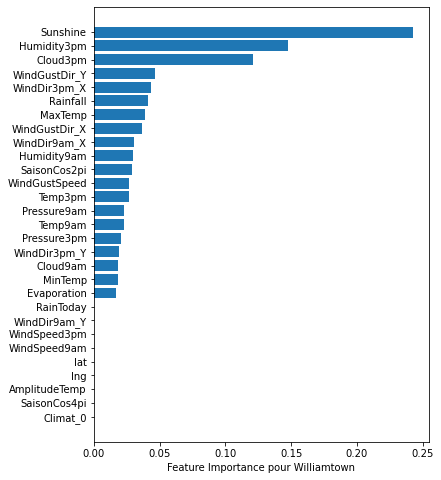 Sunshine
Humidity3pm
Cloud3pm
WindGustDir_Y
WindDir3pm_X
Rainfall
MaxTemp
WindGustDir_X
WindDir9am_X
Humidity9am
SaisonCos2pi
WindGustSpeed
Temp3pm
Pressure9am
Temp9am
Pressure3pm
WindDir3pm_Y
Cloud9am
MinTemp
Evaporation
RainToday
WindDir9am_Y
WindSpeed3pm
WindSpeed9am
lat
lng
AmplitudeTemp
SaisonCos4pi
Climat_0
0.00 0.05 0.10 0.15 0.20 0.25
Feature Importance pour Williamtown